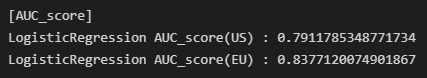 [AUC_score]
LogisticRegression AUC_score(US) : 0.7911785348771734
LogisticRegression AUC_score(EU) : 0.8377120074901867